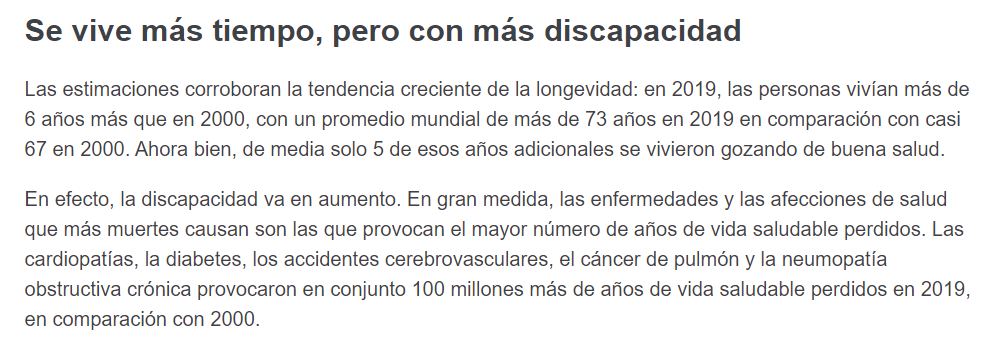 Se vive más tiempo, pero con más discapacidad
Las estimaciones corroboran la tendencia creciente de la longevidad: en 2019, las personas vivían más de
6 años más que en 2000, con un promedio mundial de más de 73 años en 2019 en comparación con casi
67 en 2000. Ahora bien, de media solo 5 de esos años adicionales se vivieron gozando de buena salud.
En efecto, la discapacidad va en aumento. En gran medida, las enfermedades y las afecciones de salud
que más muertes causan son las que provocan el mayor número de años de vida saludable perdidos. Las
cardiopatías, la diabetes, los accidentes cerebrovasculares, el cáncer de pulmón y la neumopatía
obstructiva crónica provocaron en conjunto 100 millones más de años de vida saludable perdidos en 2019,
en comparación con 2000.